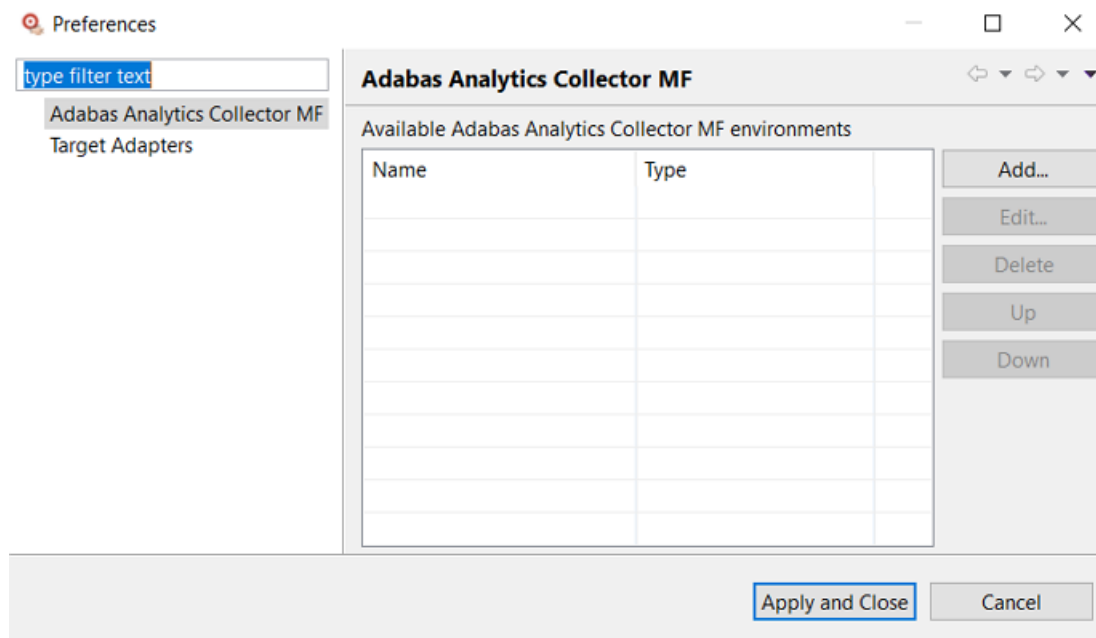 Preferences
type filter text
Adabas Analytics Collector MF
Target Adapters
Adabas Analytics Collector MF
Available Adabas Analytics Collector MF environments
Name Type
Add...
Edit...
Delete
Up
Down
Apply and Close Cancel